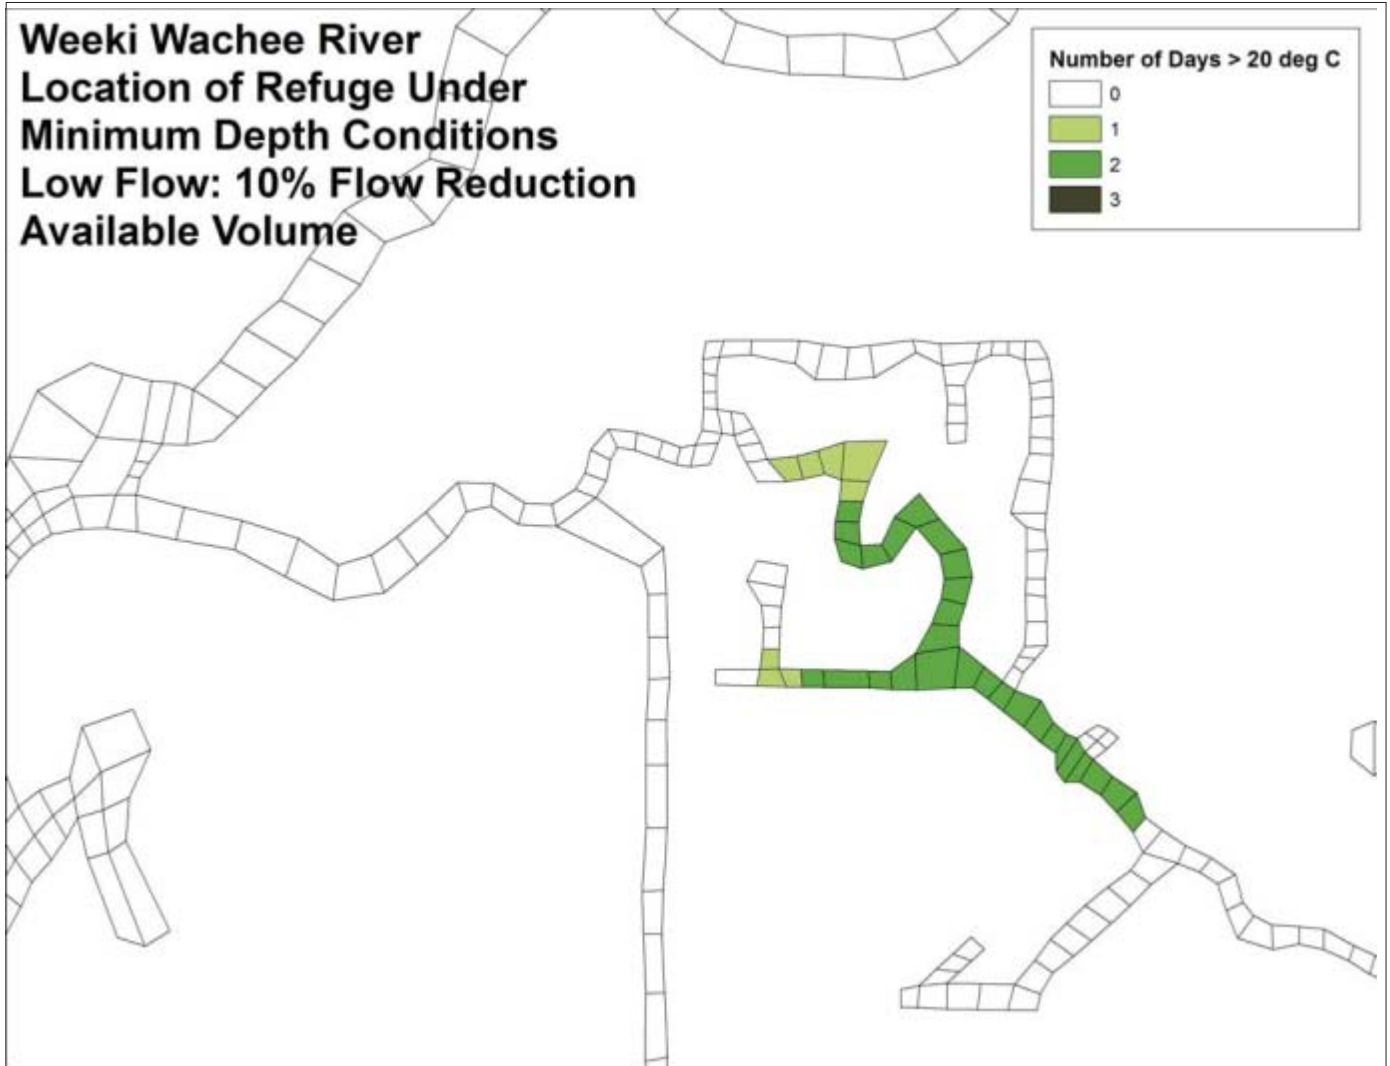 Weeki Wachee River
Location of Refuge Under
Minimum Depth Conditions
Low Flow: 10% Flow Reduction
Available Volume
Number of Days > 20 deg C
0
1
2
3